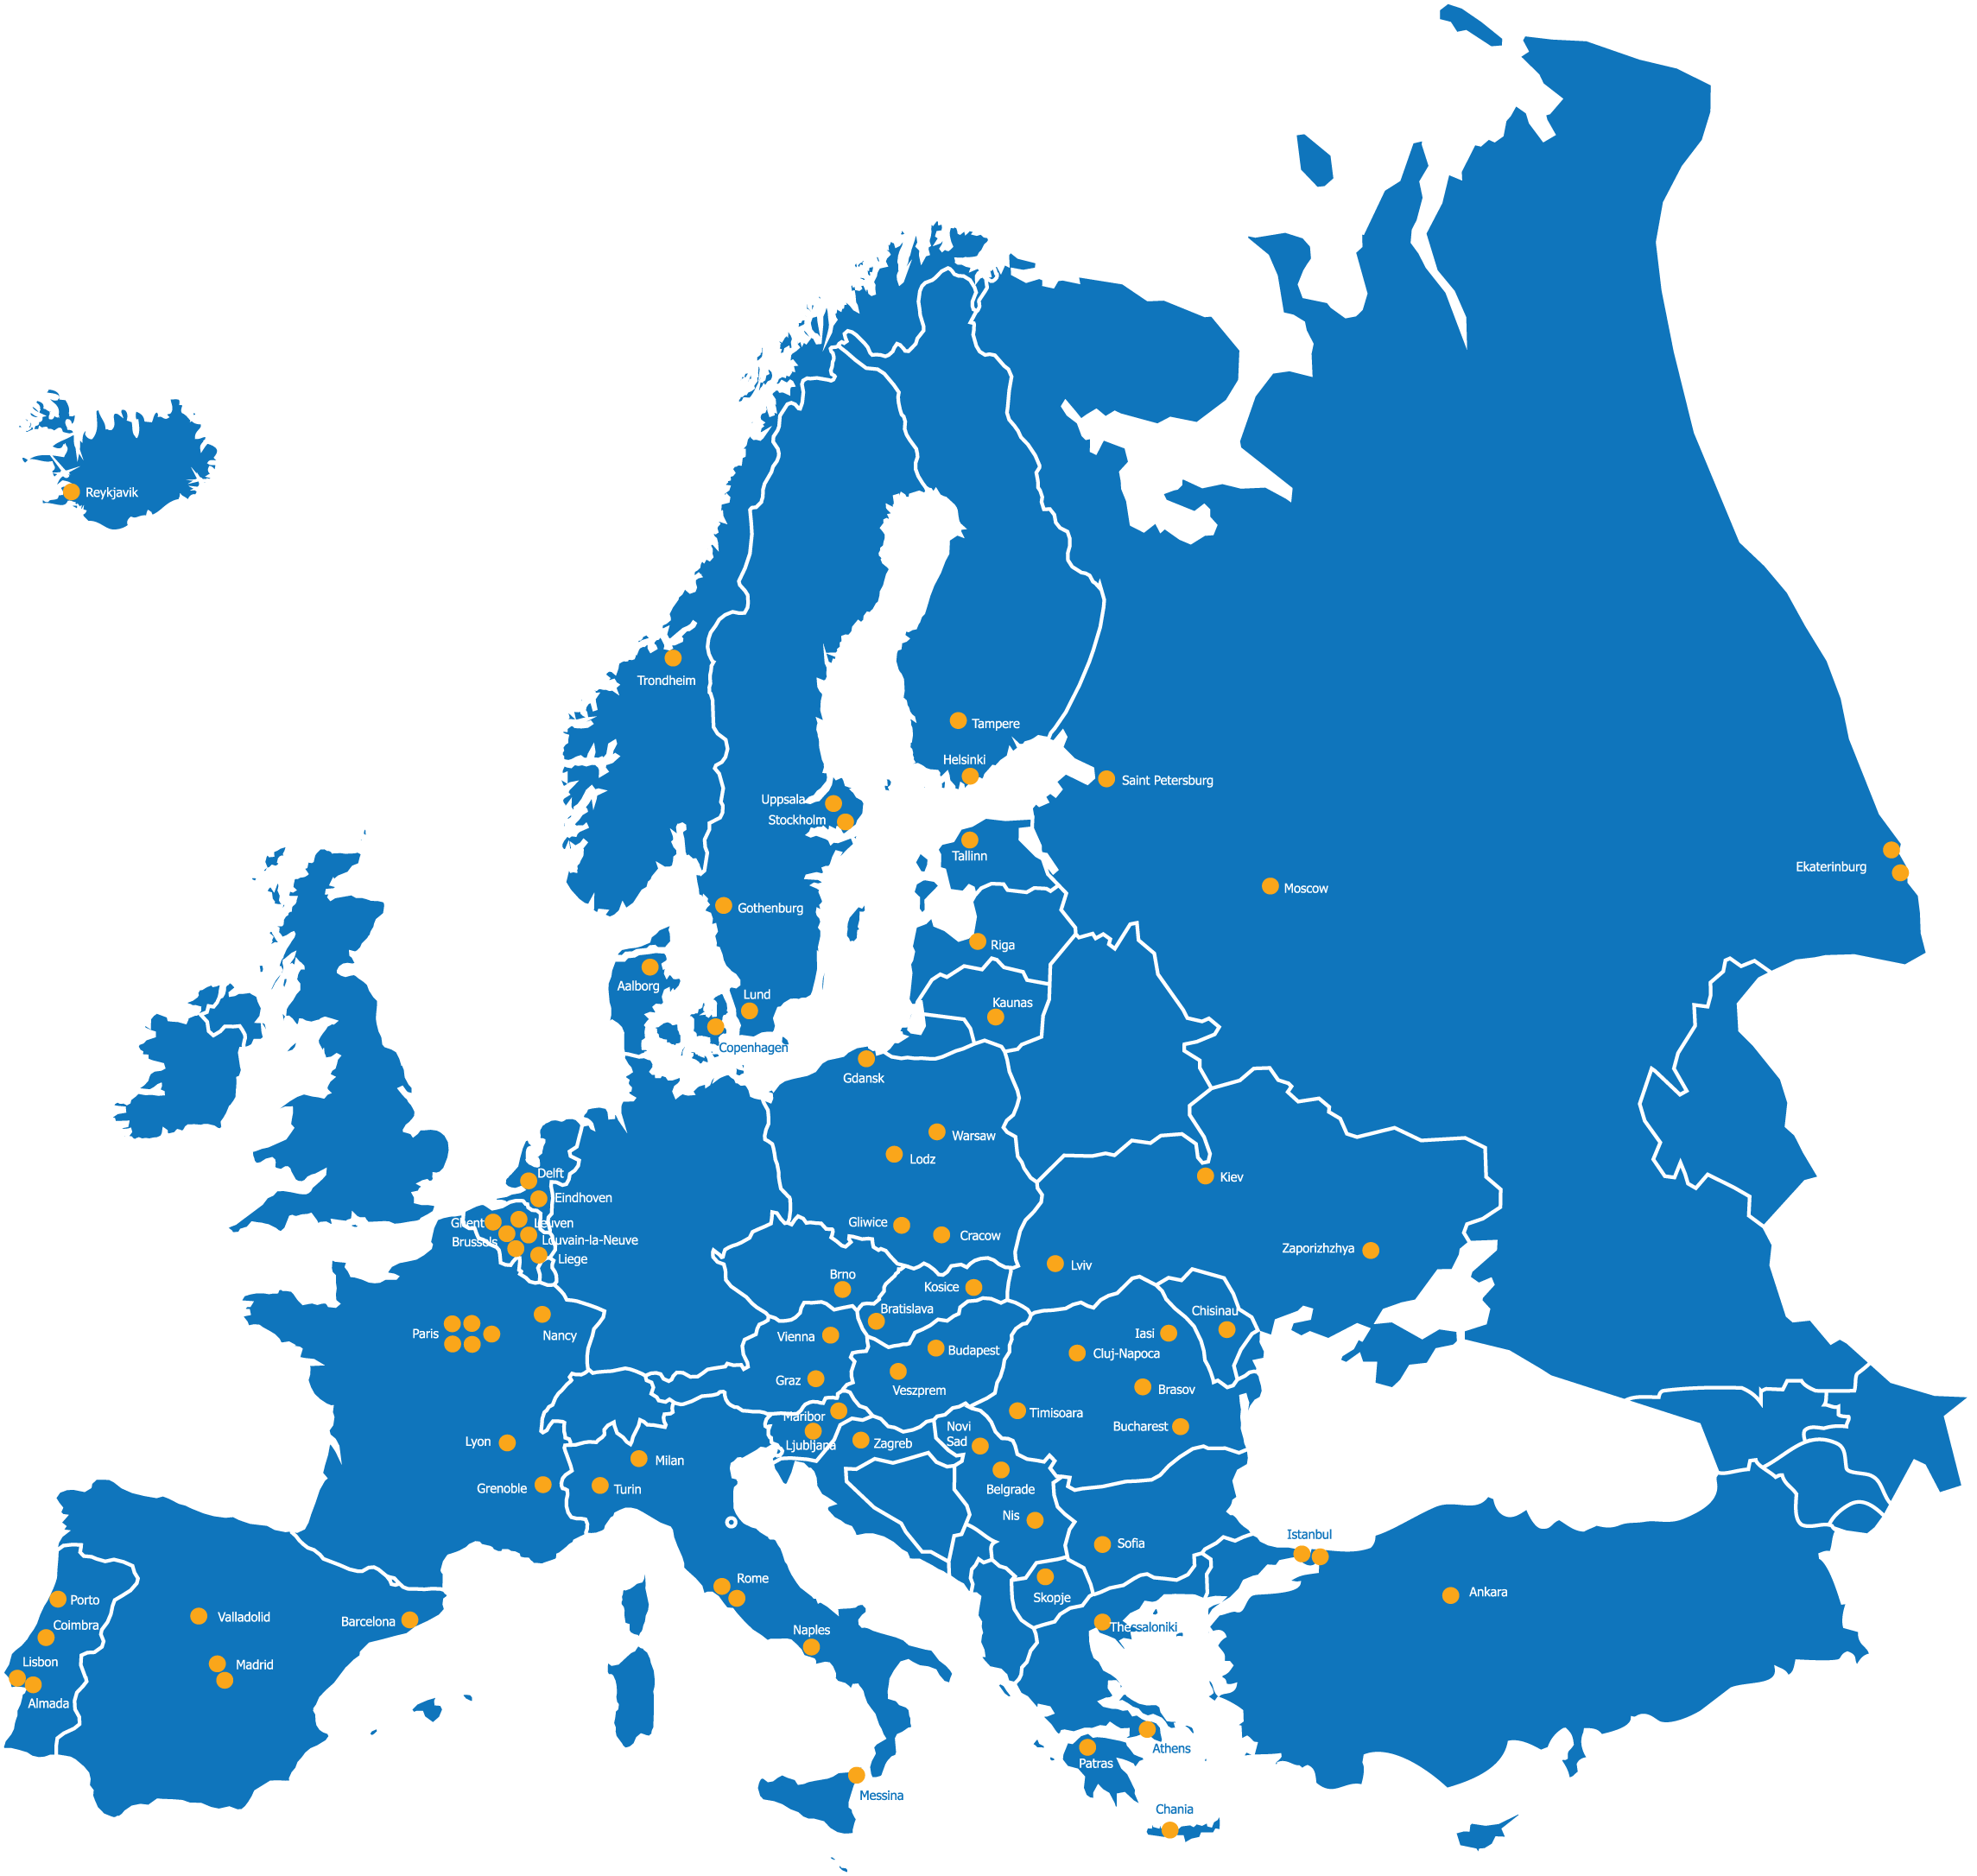 Reykjavik
Trondheim
Tampere
Helsinki
Saint Petersburg
Uppsala
Stockholm
Tallinn
Ekaterinburg
Moscow
Gothenburg
Riga
Aalborg
Lund
Kaunas
Copenhagen
Gdansk
Warsaw
Lodz
Delft
Kiev
Eindhoven
Ghent
Leuven
Gliwice
Cracow
Brussels
Louvain-la-Neuve
Zaporizhzhya
Liege
Lviv
Brno
Kosice
Bratislava
Chisinau
Paris
Nancy
Vienna
Iasi
Budapest
Cluj-Napoca
Graz
Veszprem
Brasov
Maribor
Timisoara
Bucharest
Novi
Sad
Lyon
Ljubljana
Zagreb
Milan
Grenoble
Turin
Belgrade
Nis
Istanbul
Sofia
Rome
Skopje
Ankara
Porto
Valladolid
Barcelona
Coimbra
Thessaloniki
Naples
Lisbon
Madrid
Almada
Athens
Patras
Messina
Chania